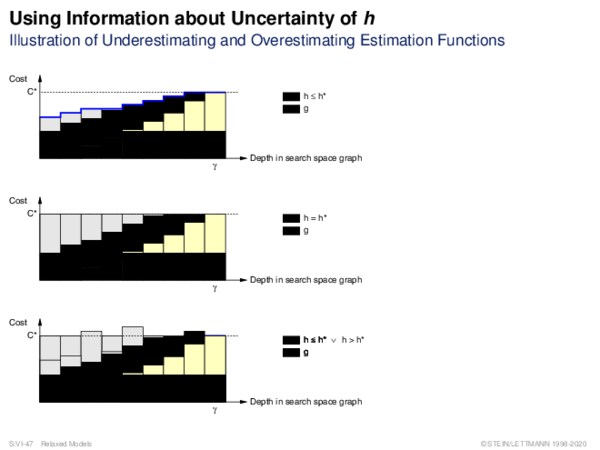 Using Information about Uncertainty of h
Illustration of Underestimating and Overestimating Estimation Functions
Cost
C*
h ≤ h*
g
Depth in search space graph
γ
Cost
C*
h = h*
g
Depth in search space graph
γ
Cost
C*
h ≤ h* ∨ h > h*
g
Depth in search space graph
γ
S:VI-47 Relaxed Models
© STEIN/LETTMANN 1998-2020